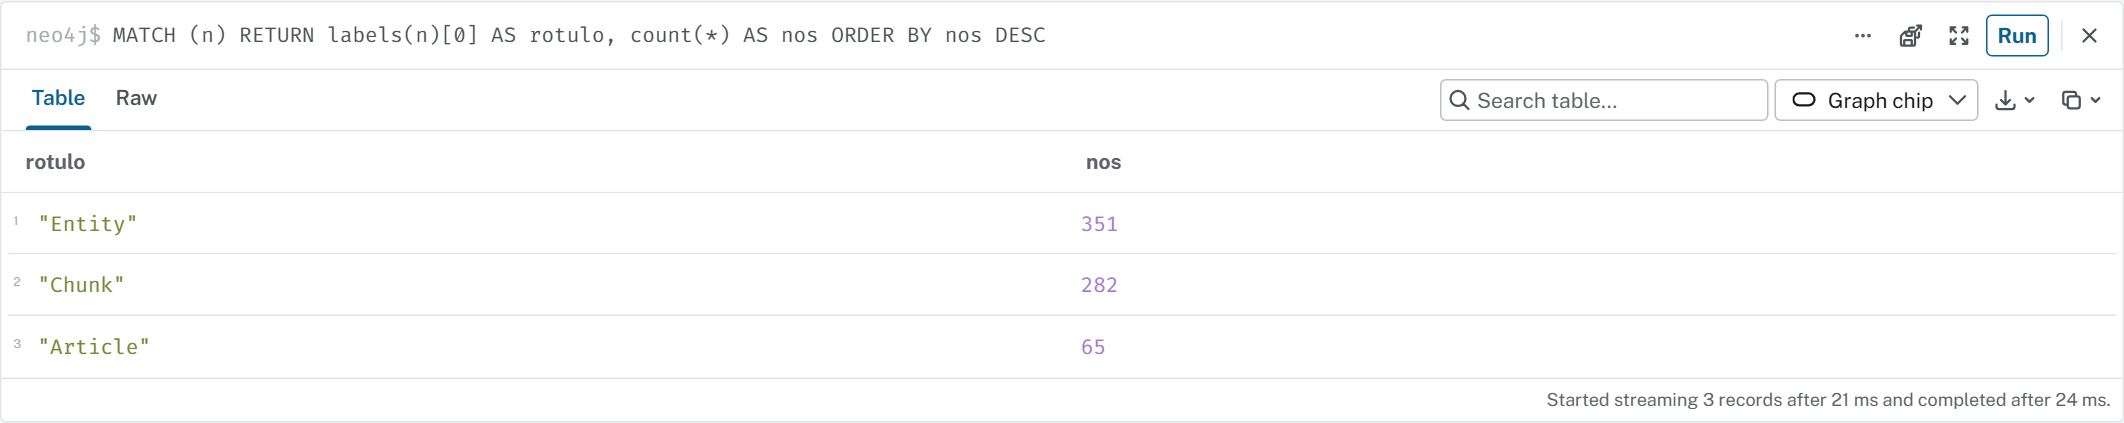 neo4j$ MATCH (n) RETURN labels(n)[0] AS rotulo, count(*) AS nos ORDER BY nos DESC
Run
Table Raw
Search table...
Graph chip
rotulo nos
1 "Entity" 351
2 "Chunk" 282
3 "Article" 65
Started streaming 3 records after 21 ms and completed after 24 ms.